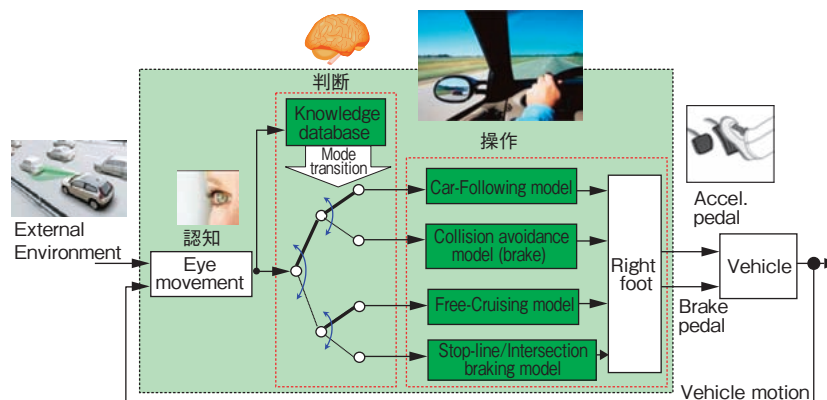 判断
Knowledge
database
Mode
transition
操作
Car-Following model
Collision avoidance
model (brake)
Free-Cruising model
Stop-line/Intersection
braking model
External
Environment
認知
Eye
movement
Right
foot
Accel.
pedal
Vehicle
Brake
pedal
Vehicle motion